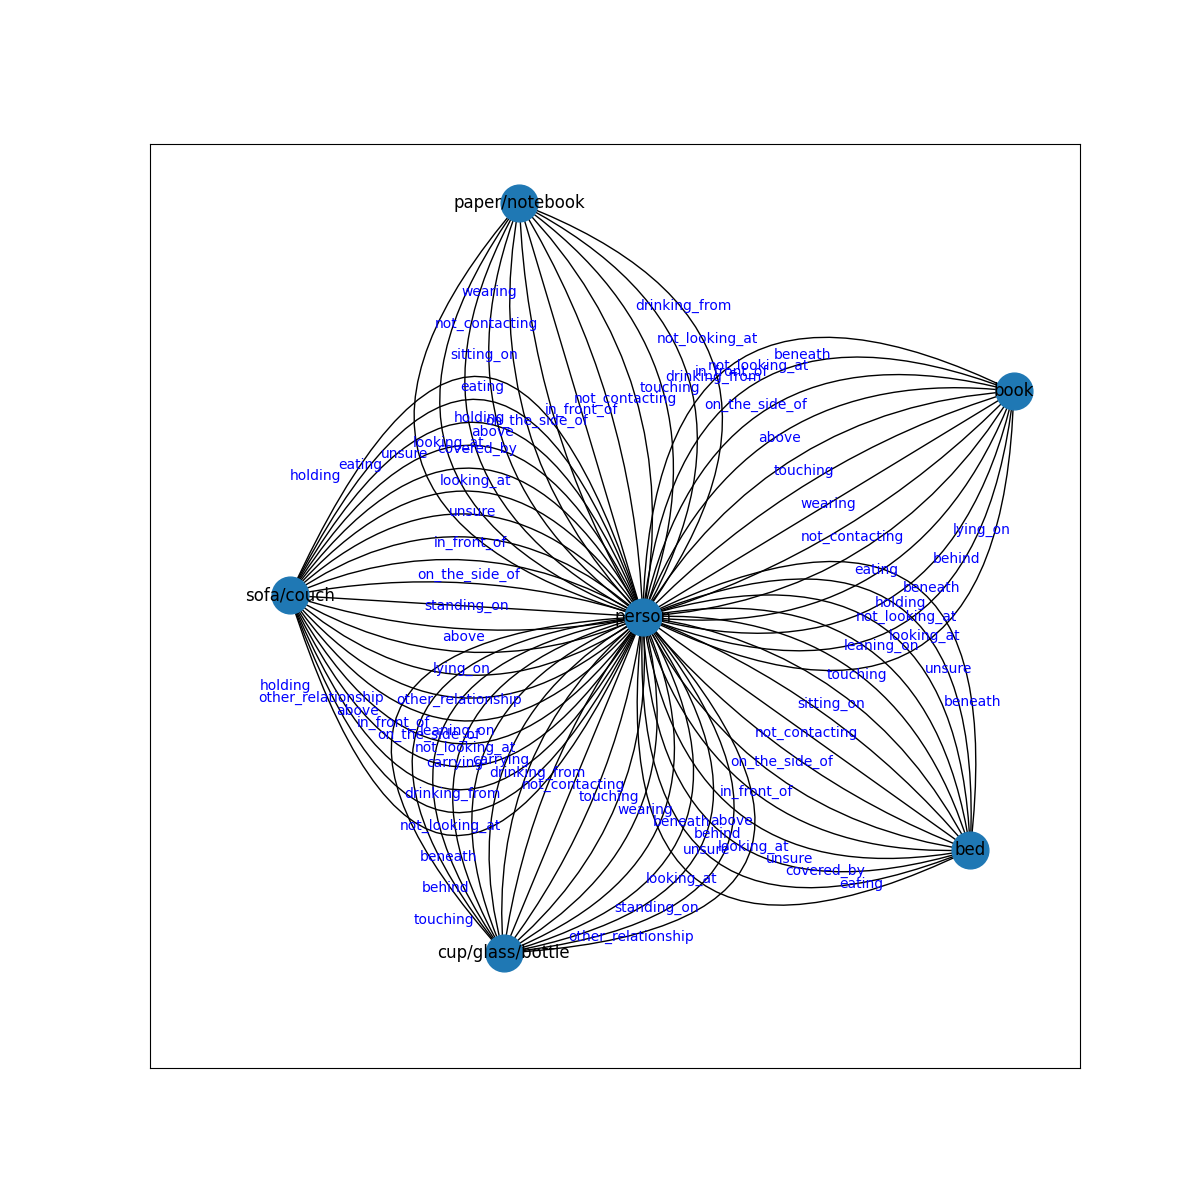 paper/notebook
wearing
drinking_from
not_contacting
not_looking_at
sitting_on
beneath
not_looking_at
in_front_of
drinking_from
eating
touching
book
not_contacting
on_the_side_of
in_front_of
holding
on_the_side_of
above
above
looking_at
covered_by
unsure
eating
holding
touching
looking_at
wearing
unsure
lying_on
not_contacting
in_front_of
behind
eating
on_the_side_of
beneath
sofa/couch
holding
standing_on
person
not_looking_at
above
looking_at
leaning_on
lying_on
unsure
touching
holding
other_relationship
other_relationship
beneath
sitting_on
above
in_front_of
leaning_on
not_contacting
on_the_side_of
not_looking_at
carrying
carrying
on_the_side_of
drinking_from
not_contacting
drinking_from
in_front_of
touching
wearing
beneath
above
not_looking_at
behind
unsure
looking_at
bed
beneath
unsure
covered_by
looking_at
eating
behind
standing_on
touching
other_relationship
cup/glass/bottle